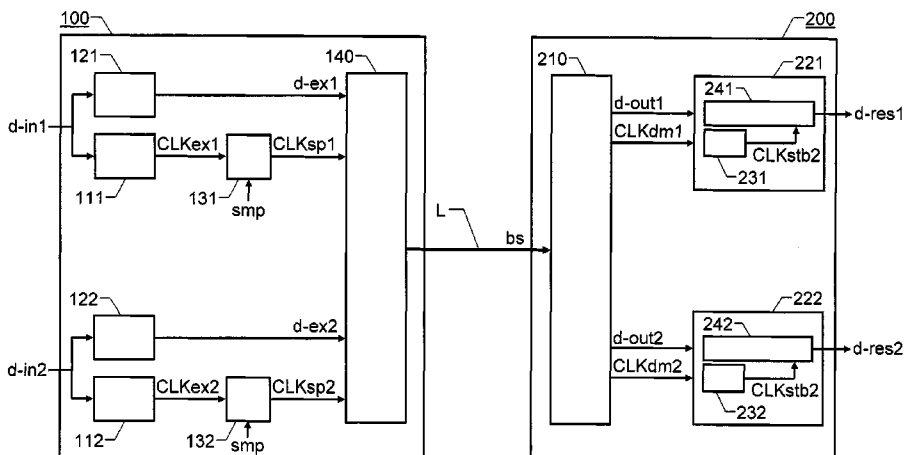 100
200
121
140
210
221
d-ex1
d-out1
241
d-in1
d-res1
CLKex1
CLKsp1
CLKdm1
CLKstb2
111
131
231
smp
L
bs
122
222
d-ex2
d-out2
242
d-in2
d-res2
CLKex2
CLKsp2
CLKdm2
CLKstb2
112
132
232
smp